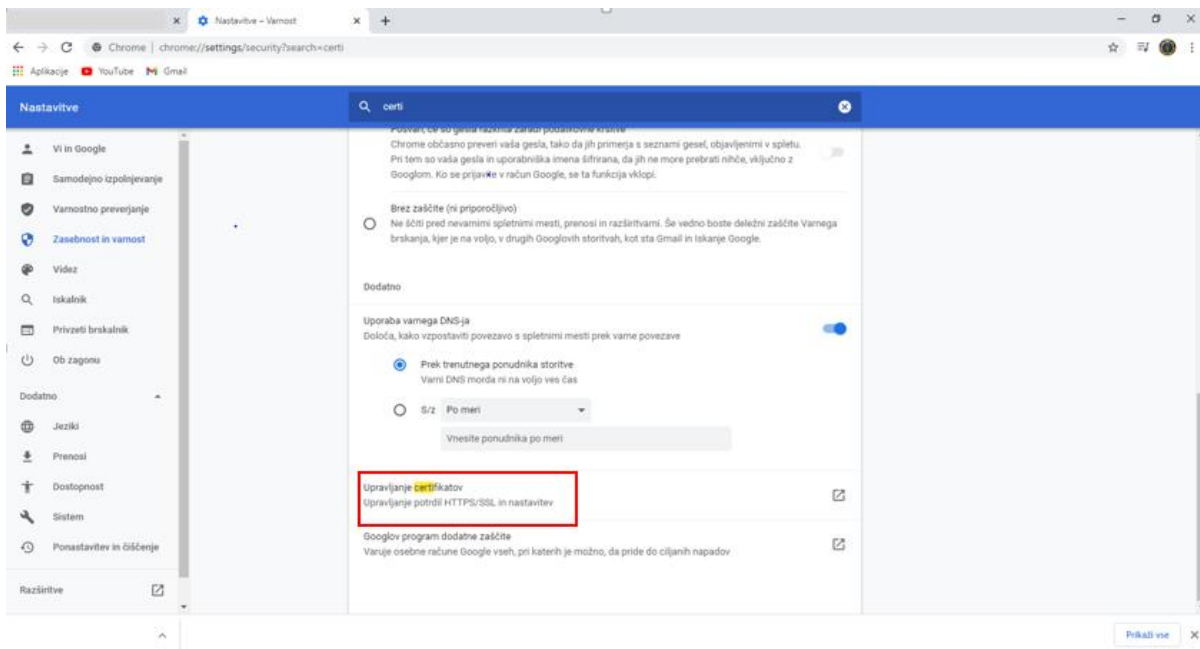 Nastavitve – Varnost
Chrome | chrome://settings/security?search=certi
Aplikacije YouTube Gmail
Nastavitve
certi
Vi in Google
Samodejno izpolnjevanje
Varnostno preverjanje
Zasebnost in varnost
Videz
Iskalnik
Privzeti brskalnik
Ob zagonu
Dodatno
Jeziki
Prenosi
Dostopnost
Sistem
Ponastavitev in čiščenje
Razširitve
če so gesla razkrita zaradi podatkovne kršitve
Chrome občasno preveri vaša gesla, tako da jih primerja s seznami gesel, objavljenimi v spletu.
Pri tem so vaša gesla in uporabniška imena šifrirana, da jih ne more prebrati nihče, vključno z
Googlom. Ko se prijavite v račun Google, se ta funkcija vklopi.
Brez zaščite (ni priporočljivo)
Ne ščiti pred nevarnimi spletnimi mesti, prenosi in razširitvami. Še vedno boste deležni zaščite Varnega
brskanja, kjer je na voljo, v drugih Googlovih storitvah, kot sta Gmail in Iskanje Google.
Dodatno
Uporaba varnega DNS-ja
Določa, kako vzpostaviti povezavo s spletnimi mesti prek varne povezave
Prek trenutnega ponudnika storitve
Varni DNS morda ni na voljo ves čas
S/z Po meri
Vnesite ponudnika po meri
Upravljanje certifikatov
Upravljanje potrdil HTTPS/SSL in nastavitev
Googlov program dodatne zaščite
Varuje osebne račune Google vseh, pri katerih je možno, da pride do ciljanih napadov
Prikaži vse